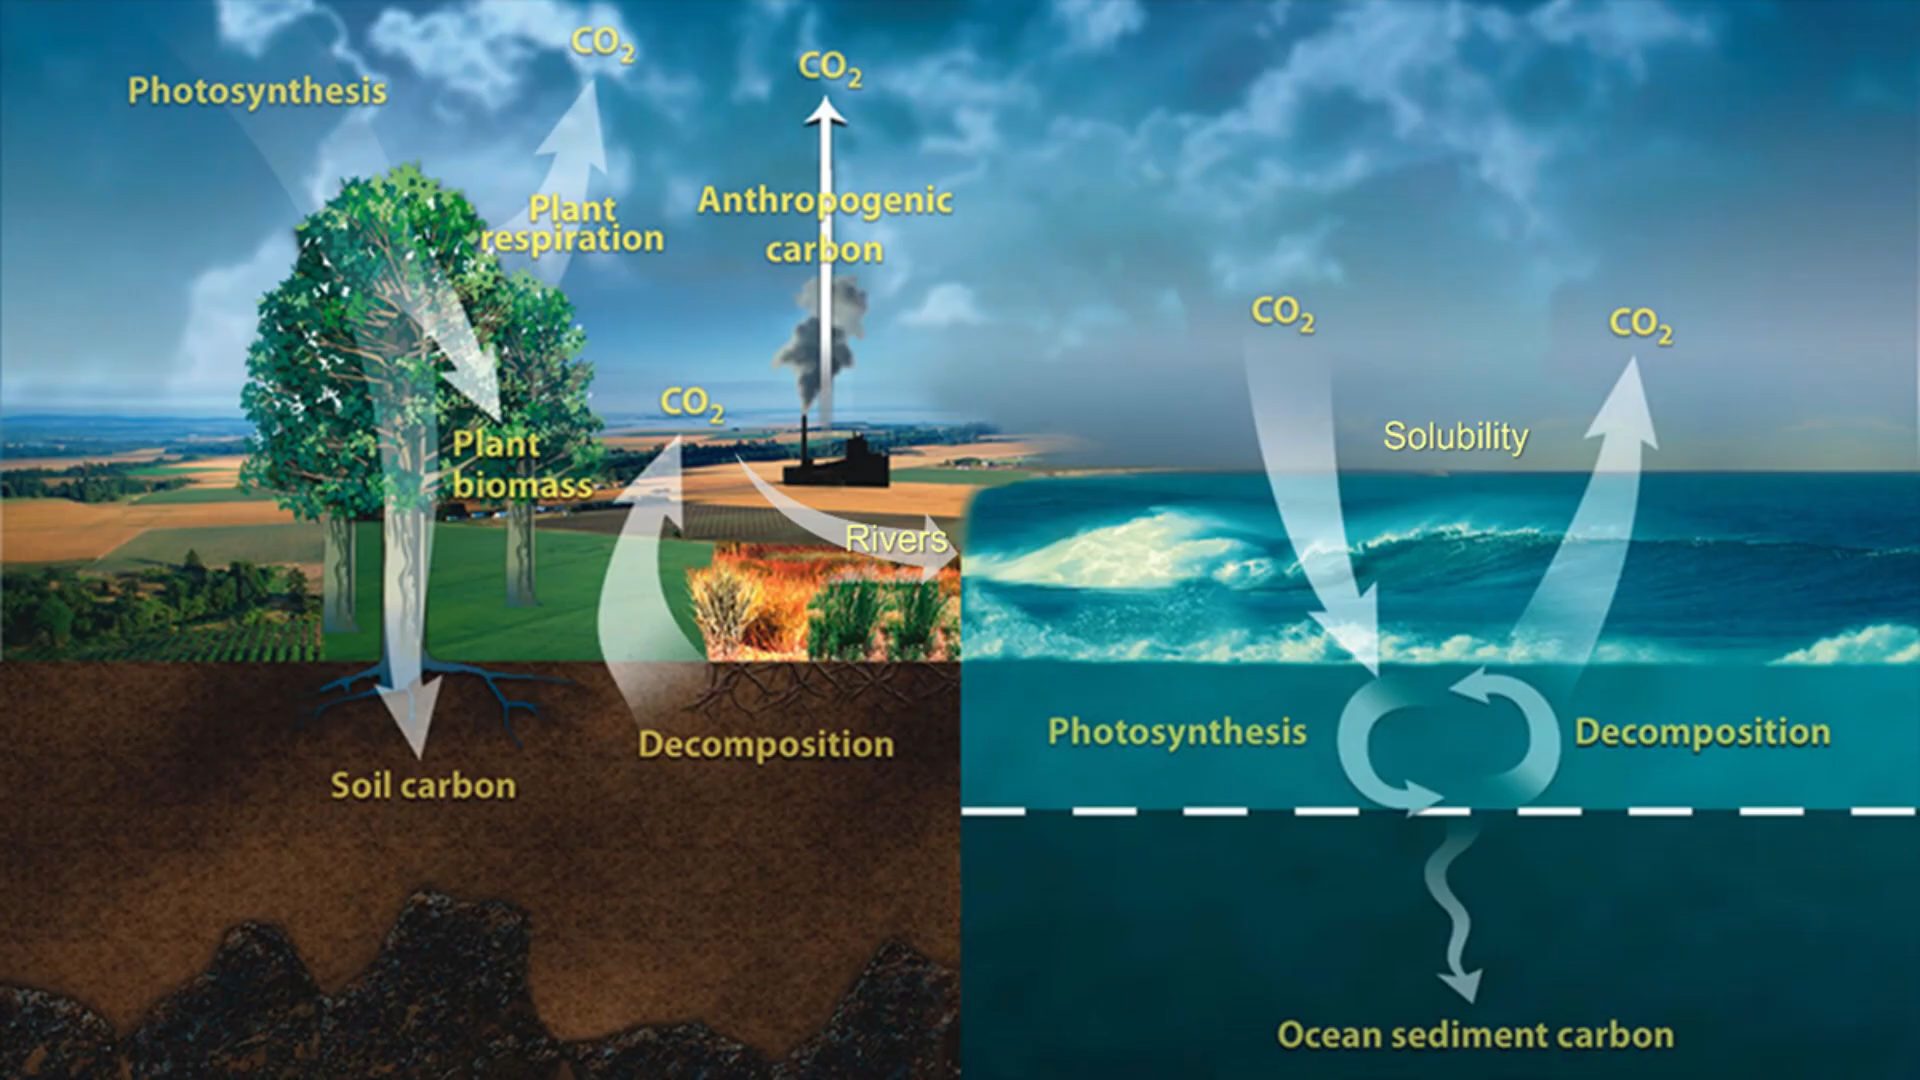 Photosynthesis
CO₂
CO₂
Plant
respiration
Anthropogenic
carbon
CO₂
CO₂
CO₂
Solubility
Plant
biomass
Rivers
Photosynthesis
Decomposition
Decomposition
Soil carbon
Ocean sediment carbon